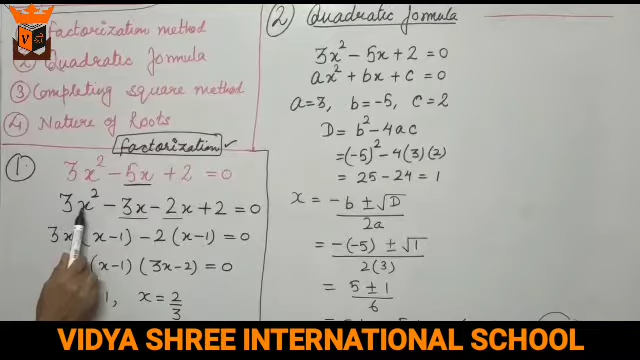 Factorization method
② Quadratic Formula
③ Completing square method
④ Nature of Roots
Factorization ✓
① 3x² - 5x + 2 = 0
3x² - 3x - 2x + 2 = 0
3x (x-1) - 2 (x-1) = 0
(x-1) (3x-2) = 0
1, x = 2/3
② Quadratic Formula
3x² - 5x + 2 = 0
ax² + bx + c = 0
a=3, b=-5, c=2
D = b² - 4ac
= (-5)² - 4(3)(2)
= 25 - 24 = 1
x = -b ± √D / 2a
= -(-5) ± √1 / 2(3)
= 5 ± 1 / 6
VIDYA SHREE INTERNATIONAL SCHOOL